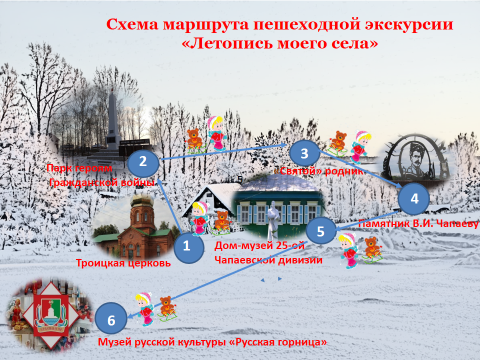 Схема маршрута пешеходной экскурсии
«Летопись моего села»
Парк героям
Гражданской войны
2
3
"Святой" родник
4
Памятник В.И. Чапаеву
1
Троицкая церковь
5
Дом-музей 25-ой
Чапаевской дивизии
6
Музей русской культуры «Русская горница»